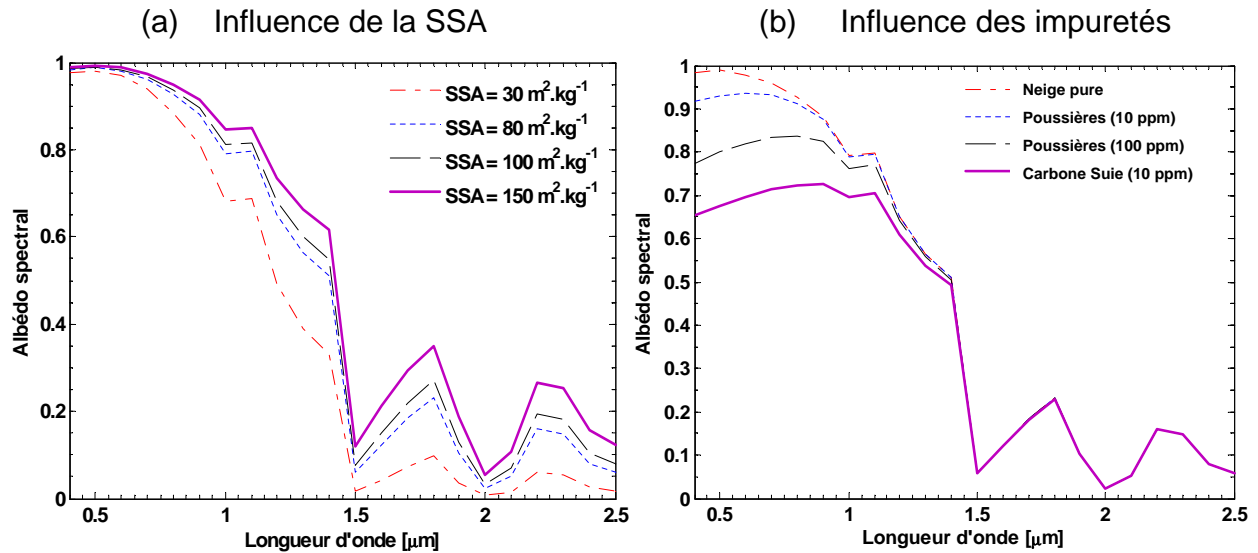 (a) Influence de la SSA
Albédo spectral
1
0.8
0.6
0.4
0.2
0
0.5 1 1.5 2 2.5
Longueur d'onde [µm]
SSA = 30 m².kg⁻¹
SSA = 80 m².kg⁻¹
SSA = 100 m².kg⁻¹
SSA = 150 m².kg⁻¹
(b) Influence des impuretés
Albédo spectral
1
0.9
0.8
0.7
0.6
0.5
0.4
0.3
0.2
0.1
0
0.5 1 1.5 2 2.5
Longueur d'onde [µm]
Neige pure
Poussières (10 ppm)
Poussières (100 ppm)
Carbone Suie (10 ppm)